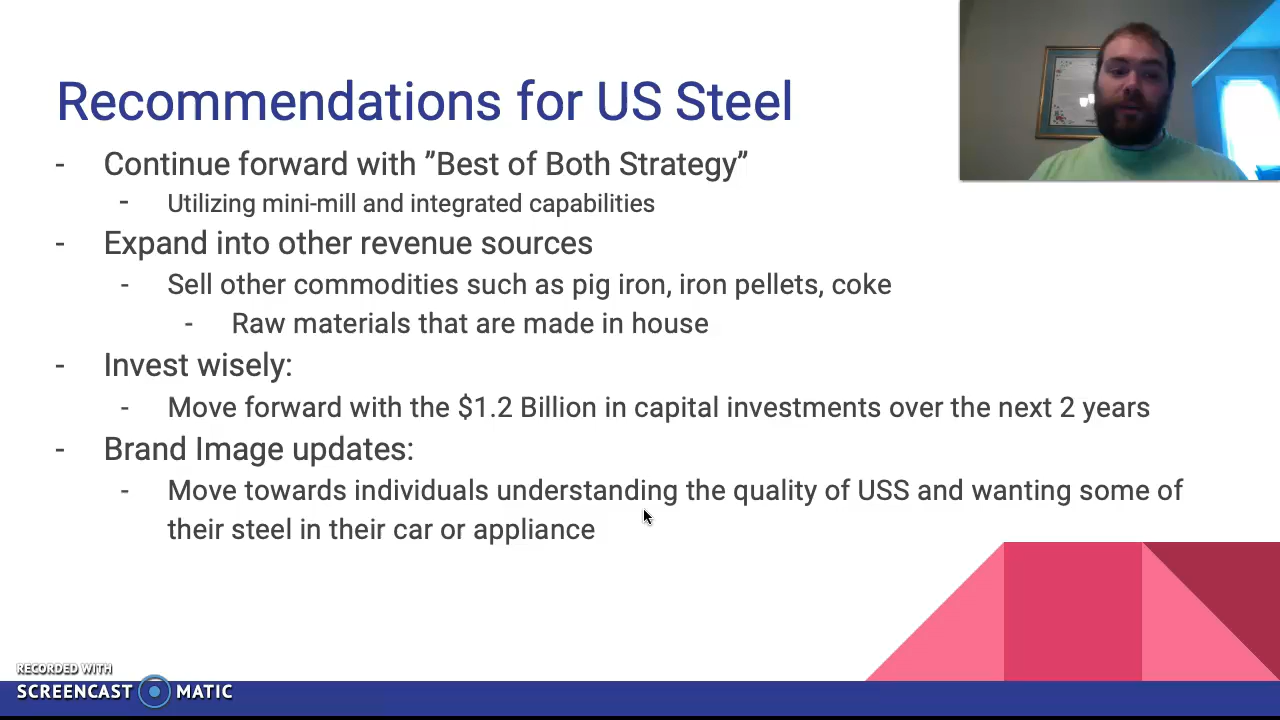 Recommendations for US Steel
- Continue forward with ”Best of Both Strategy”
- Utilizing mini-mill and integrated capabilities
- Expand into other revenue sources
- Sell other commodities such as pig iron, iron pellets, coke
- Raw materials that are made in house
- Invest wisely:
- Move forward with the $1.2 Billion in capital investments over the next 2 years
- Brand Image updates:
- Move towards individuals understanding the quality of USS and wanting some of
their steel in their car or appliance
RECORDED WITH
SCREENCAST MATIC